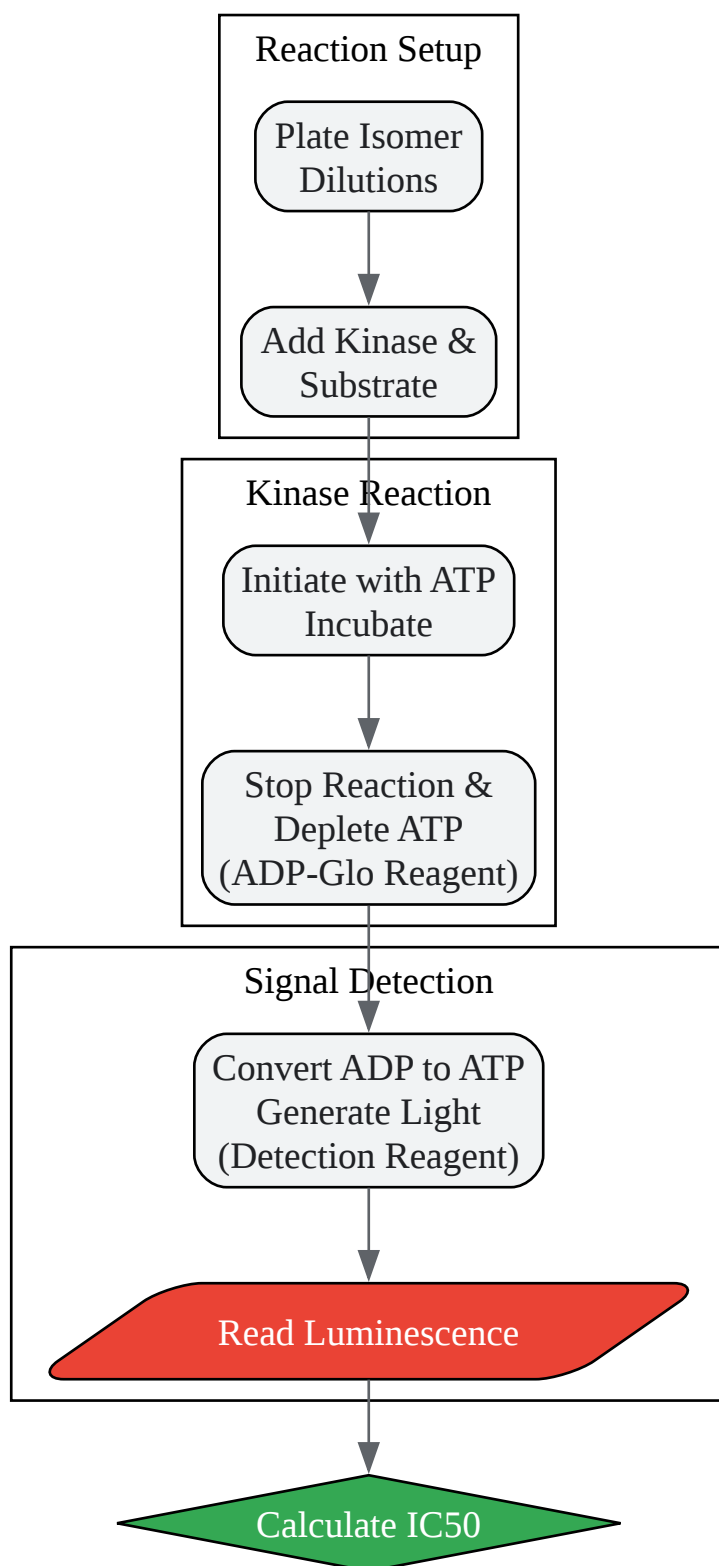 Reaction Setup
Plate Isomer
Dilutions
Add Kinase &
Substrate
Kinase Reaction
Initiate with ATP
Incubate
Stop Reaction &
Deplete ATP
(ADP-Glo Reagent)
Signal Detection
Convert ADP to ATP
Generate Light
(Detection Reagent)
Read Luminescence
Calculate IC50